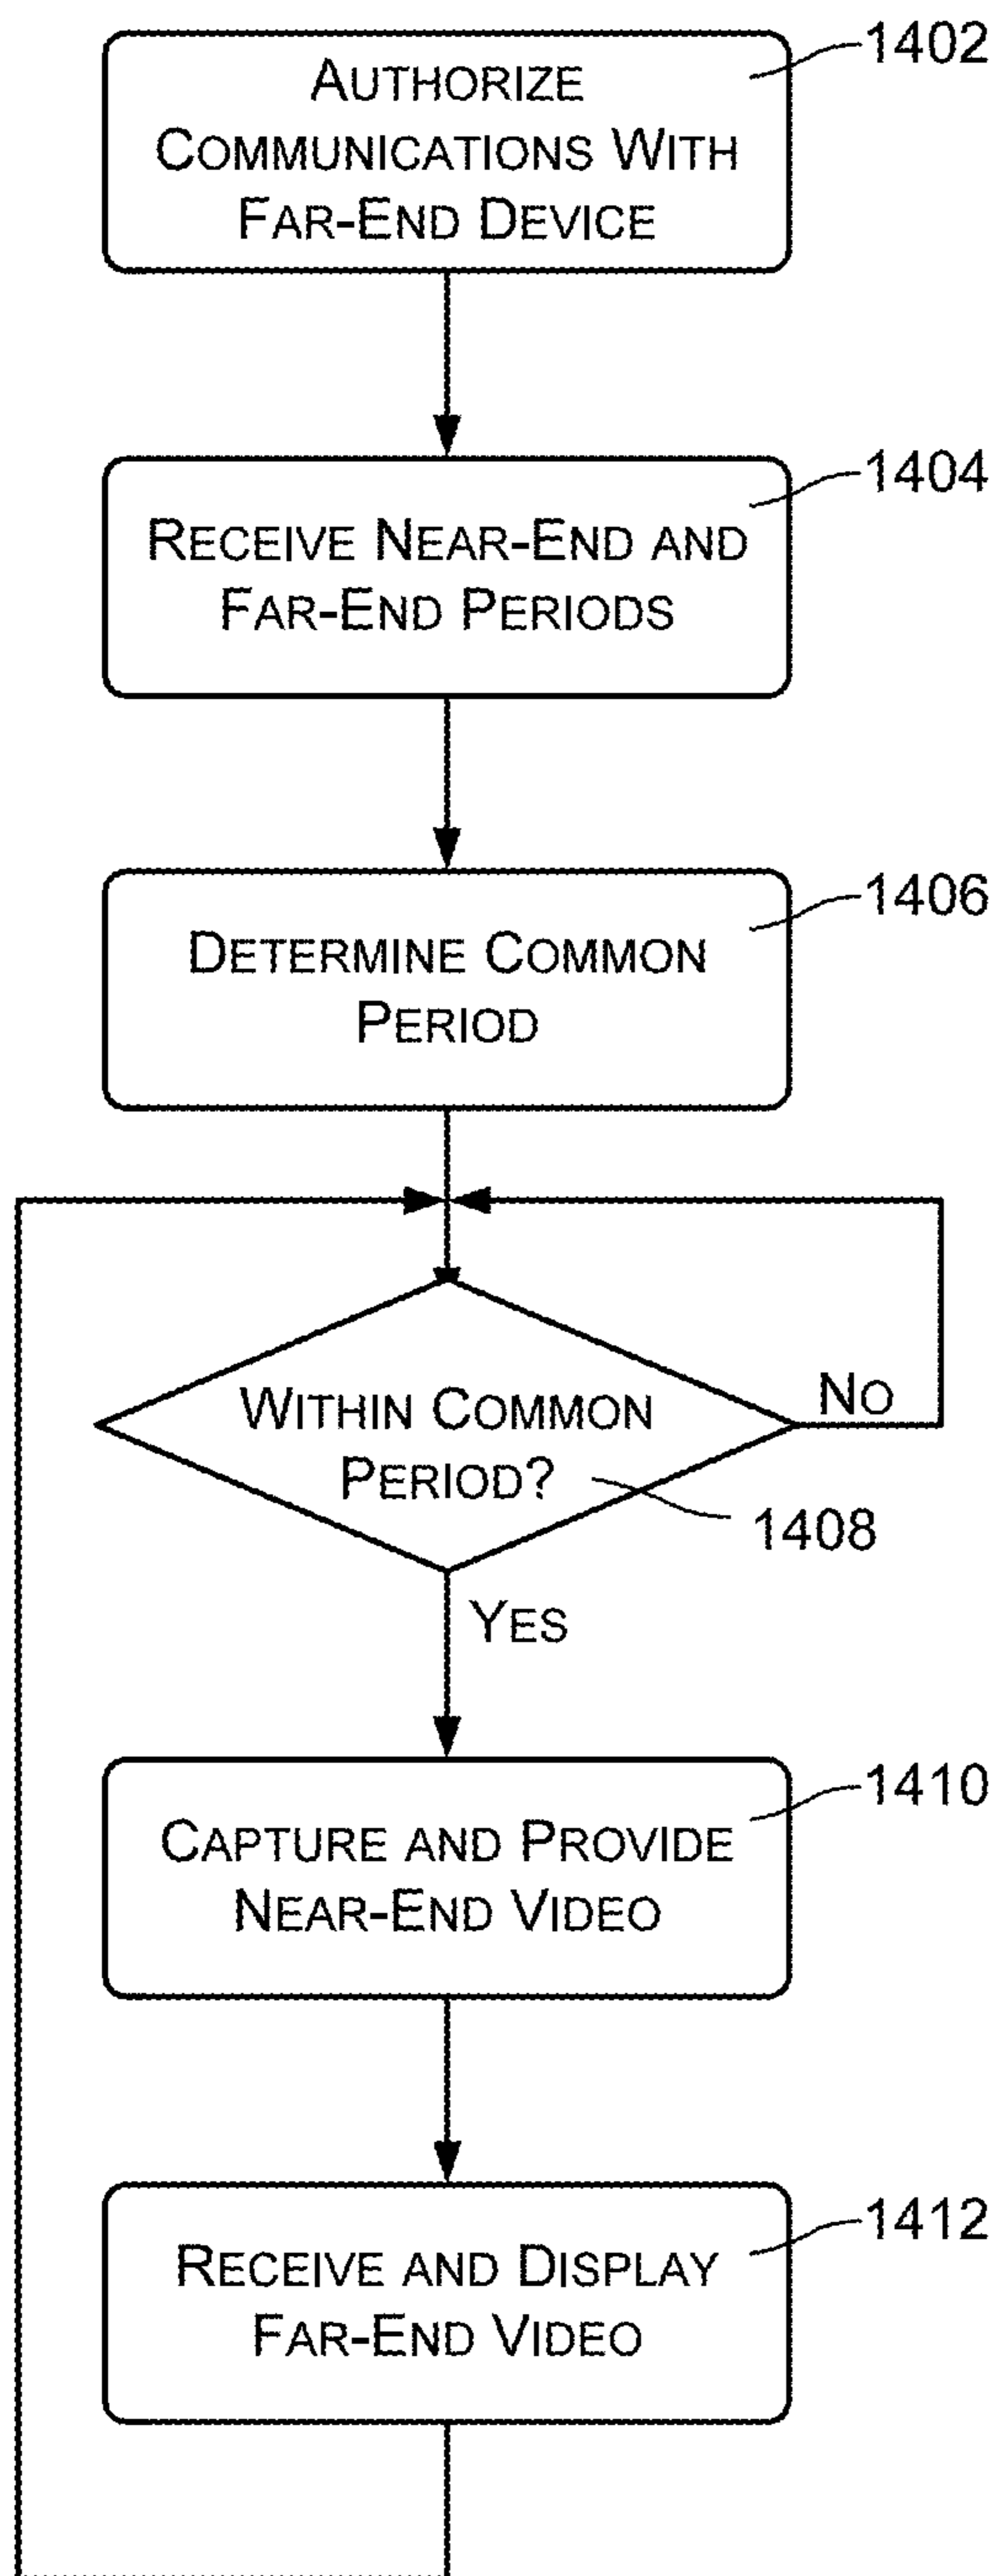 1402
AUTHORIZE
COMMUNICATIONS WITH
FAR-END DEVICE
1404
RECEIVE NEAR-END AND
FAR-END PERIODS
1406
DETERMINE COMMON
PERIOD
NO
WITHIN COMMON
PERIOD?
1408
YES
1410
CAPTURE AND PROVIDE
NEAR-END VIDEO
1412
RECEIVE AND DISPLAY
FAR-END VIDEO